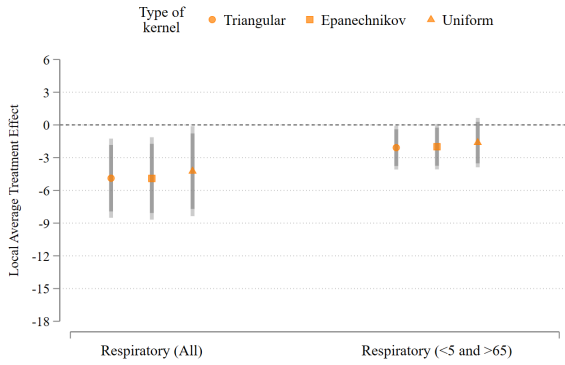 Type of
kernel
Triangular
Epanechnikov
Uniform
Local Average Treatment Effect
6
3
0
-3
-6
-9
-12
-15
-18
Respiratory (All)
Respiratory (<5 and >65)